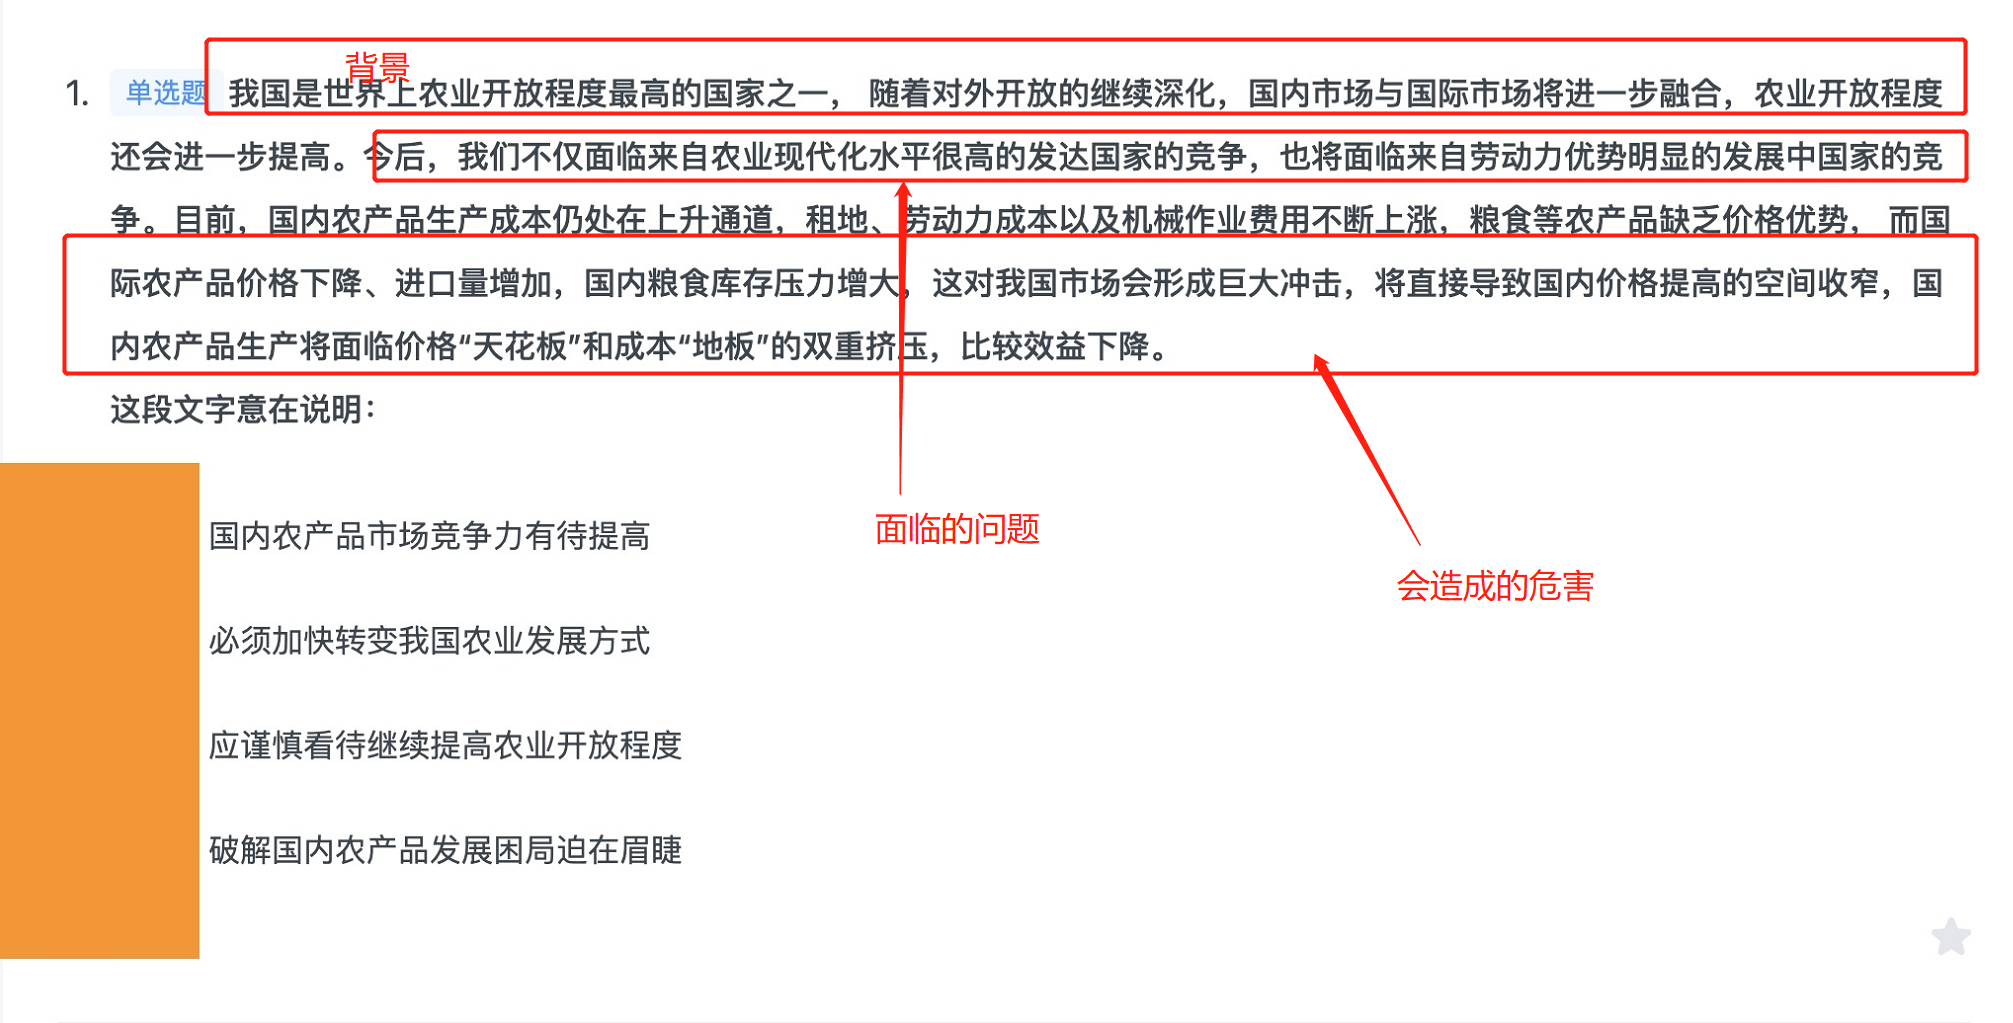 背景
1. 单选题 我国是世界上农业开放程度最高的国家之一， 随着对外开放的继续深化，国内市场与国际市场将进一步融合，农业开放程度
还会进一步提高。今后，我们不仅面临来自农业现代化水平很高的发达国家的竞争，也将面临来自劳动力优势明显的发展中国家的竞
争。目前，国内农产品生产成本仍处在上升通道，租地、劳动力成本以及机械作业费用不断上涨，粮食等农产品缺乏价格优势， 而国
际农产品价格下降、进口量增加，国内粮食库存压力增大，这对我国市场会形成巨大冲击，将直接导致国内价格提高的空间收窄，国
内农产品生产将面临价格“天花板”和成本“地板”的双重挤压，比较效益下降。
这段文字意在说明：
面临的问题
国内农产品市场竞争力有待提高
会造成的危害
必须加快转变我国农业发展方式
应谨慎看待继续提高农业开放程度
破解国内农产品发展困局迫在眉睫